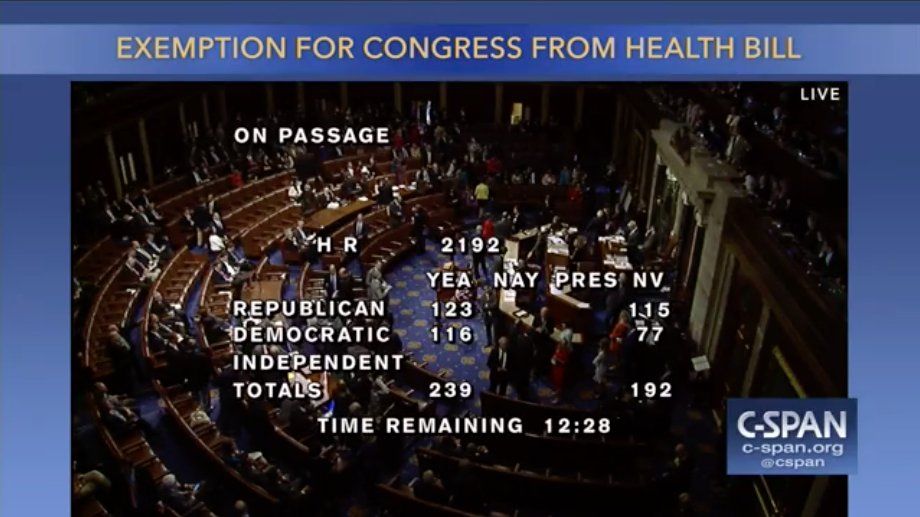 EXEMPTION FOR CONGRESS FROM HEALTH BILL
LIVE
ON PASSAGE
H R 2192
YEA NAY PRES NV
REPUBLICAN 123 115
DEMOCRATIC 116 77
INDEPENDENT
TOTALS 239 192
TIME REMAINING 12:28
C-SPAN
c-span.org
@cspan